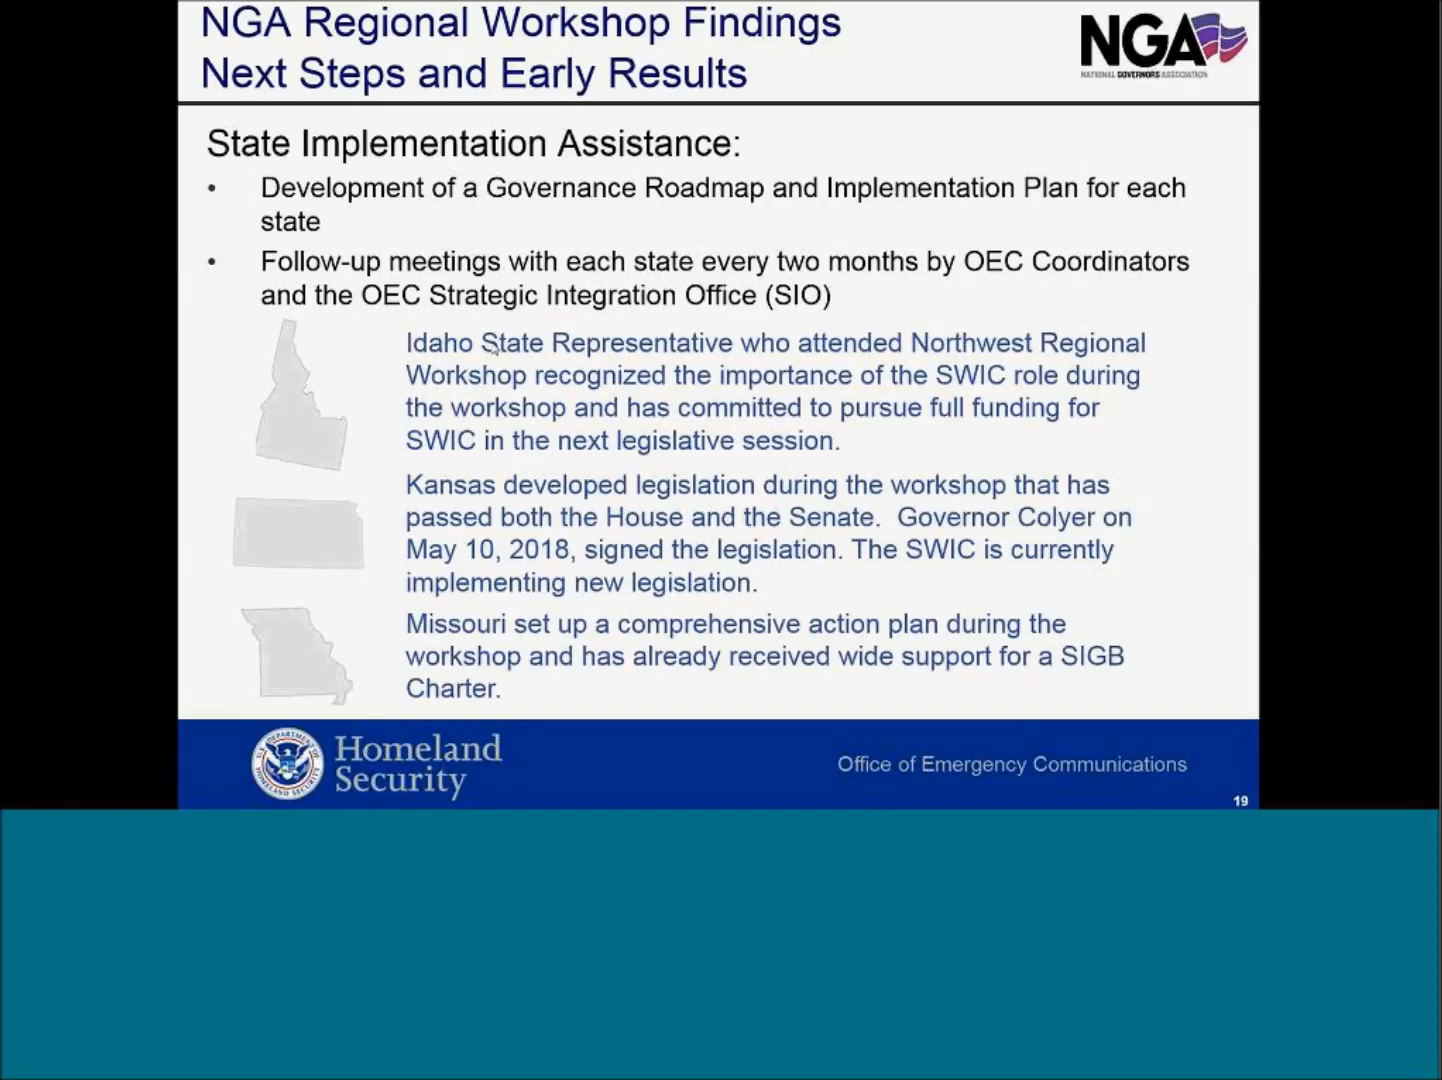 NGA Regional Workshop Findings
Next Steps and Early Results
NGA
NATIONAL GOVERNORS ASSOCIATION
State Implementation Assistance:
• Development of a Governance Roadmap and Implementation Plan for each
state
• Follow-up meetings with each state every two months by OEC Coordinators
and the OEC Strategic Integration Office (SIO)
Idaho State Representative who attended Northwest Regional
Workshop recognized the importance of the SWIC role during
the workshop and has committed to pursue full funding for
SWIC in the next legislative session.
Kansas developed legislation during the workshop that has
passed both the House and the Senate.  Governor Colyer on
May 10, 2018, signed the legislation. The SWIC is currently
implementing new legislation.
Missouri set up a comprehensive action plan during the
workshop and has already received wide support for a SIGB
Charter.
U.S. DEPARTMENT OF
HOMELAND SECURITY
Homeland
Security
Office of Emergency Communications
19